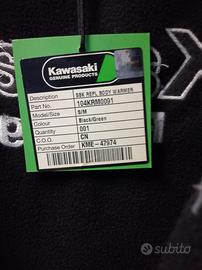 Kawasaki
GENUINE PRODUCTS
Description SBK REPL BODY WARMER
Part No. 104KRM0091
Size S/M
Colour Black/Green
Quantity 001
C.O.O. CN
Purchase Order KME-47974
subito